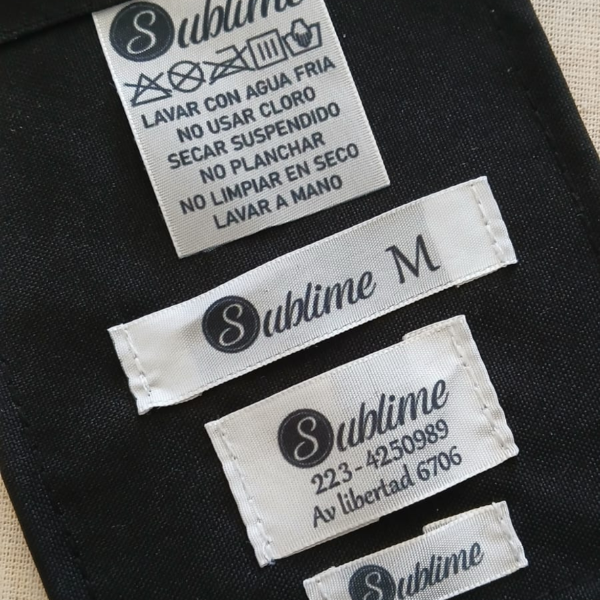 Sublime
LAVAR CON AGUA FRIA
NO USAR CLORO
SECAR SUSPENDIDO
NO PLANCHAR
NO LIMPIAR EN SECO
LAVAR A MANO
Sublime M
Sublime
223-4250989
Av libertad 6706
Sublime